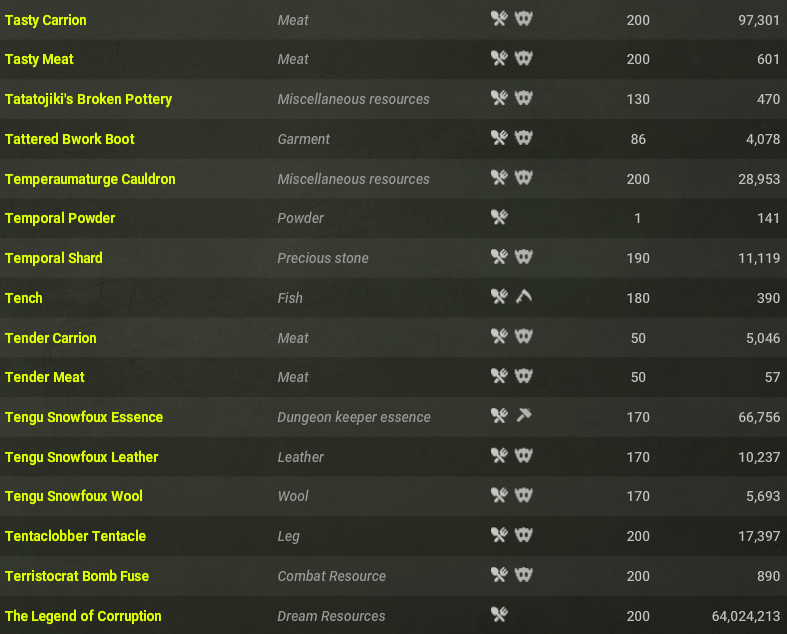 Tasty Carrion Meat 200 97,301
Tasty Meat Meat 200 601
Tatatojiki's Broken Pottery Miscellaneous resources 130 470
Tattered Bwork Boot Garment 86 4,078
Temperaumaturge Cauldron Miscellaneous resources 200 28,953
Temporal Powder Powder 1 141
Temporal Shard Precious stone 190 11,119
Tench Fish 180 390
Tender Carrion Meat 50 5,046
Tender Meat Meat 50 57
Tengu Snowfoux Essence Dungeon keeper essence 170 66,756
Tengu Snowfoux Leather Leather 170 10,237
Tengu Snowfoux Wool Wool 170 5,693
Tentaclobber Tentacle Leg 200 17,397
Terristocrat Bomb Fuse Combat Resource 200 890
The Legend of Corruption Dream Resources 200 64,024,213